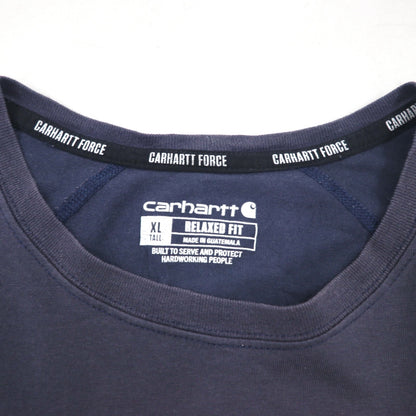 CARHARTT FORCE
CARHARTT FORCE
CARHARTT FORCE
CARHARTT
carhartt
XL
TALL
RELAXED FIT
MADE IN GUATEMALA
BUILT TO SERVE AND PROTECT
HARDWORKING PEOPLE